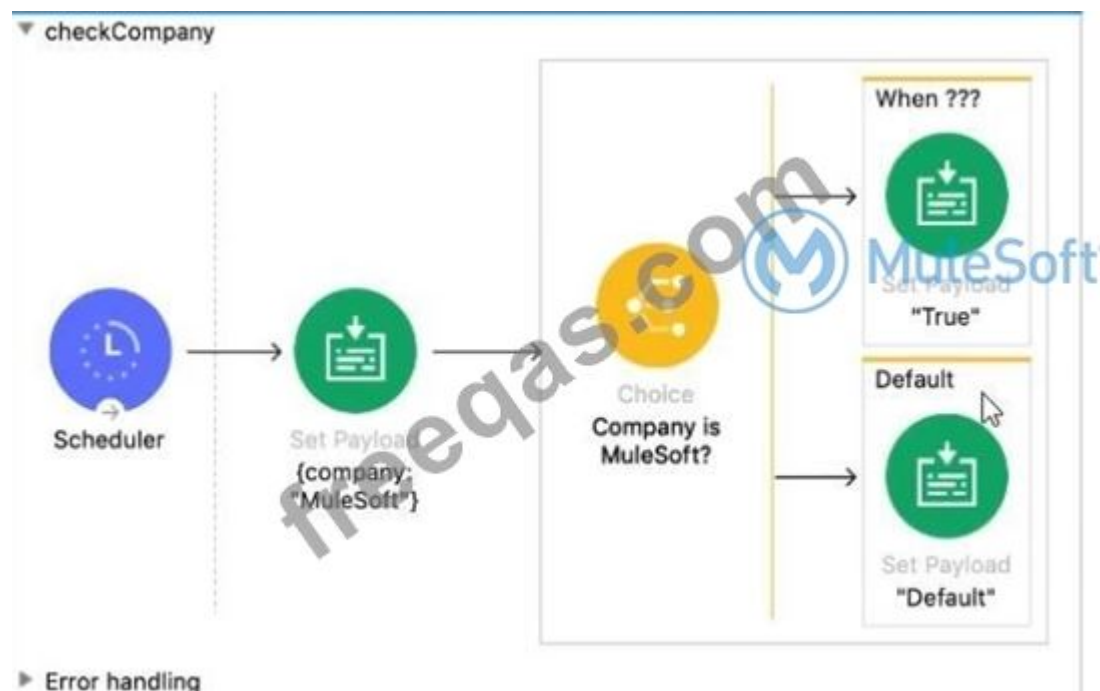 checkCompany
When ???
Set Payload
"True"
Scheduler
Set Payload
{company:
"MuleSoft"}
Choice
Company is
MuleSoft?
Default
Set Payload
"Default"
Error handling
freeqas.com
MuleSoft